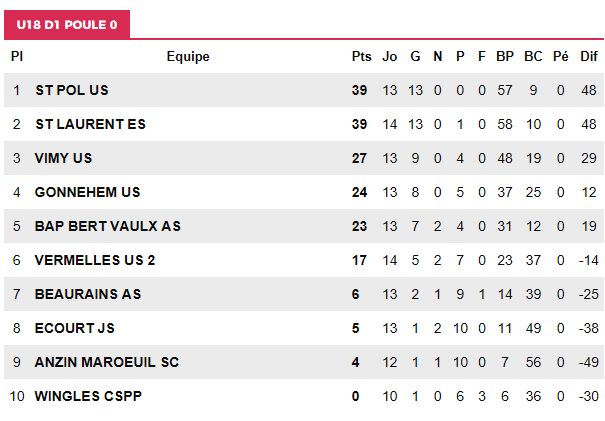 U18 D1 POULE 0
Pl Equipe Pts Jo G N P F BP BC Pé Dif
1 ST POL US 39 13 13 0 0 0 57 9 0 48
2 ST LAURENT ES 39 14 13 0 1 0 58 10 0 48
3 VIMY US 27 13 9 0 4 0 48 19 0 29
4 GONNEHEM US 24 13 8 0 5 0 37 25 0 12
5 BAP BERT VAULX AS 23 13 7 2 4 0 31 12 0 19
6 VERMELLES US 2 17 14 5 2 7 0 23 37 0 -14
7 BEAURAINS AS 6 13 2 1 9 1 14 39 0 -25
8 ECOURT JS 5 13 1 2 10 0 11 49 0 -38
9 ANZIN MAROEUIL SC 4 12 1 1 10 0 7 56 0 -49
10 WINGLES CSPP 0 10 1 0 6 3 6 36 0 -30